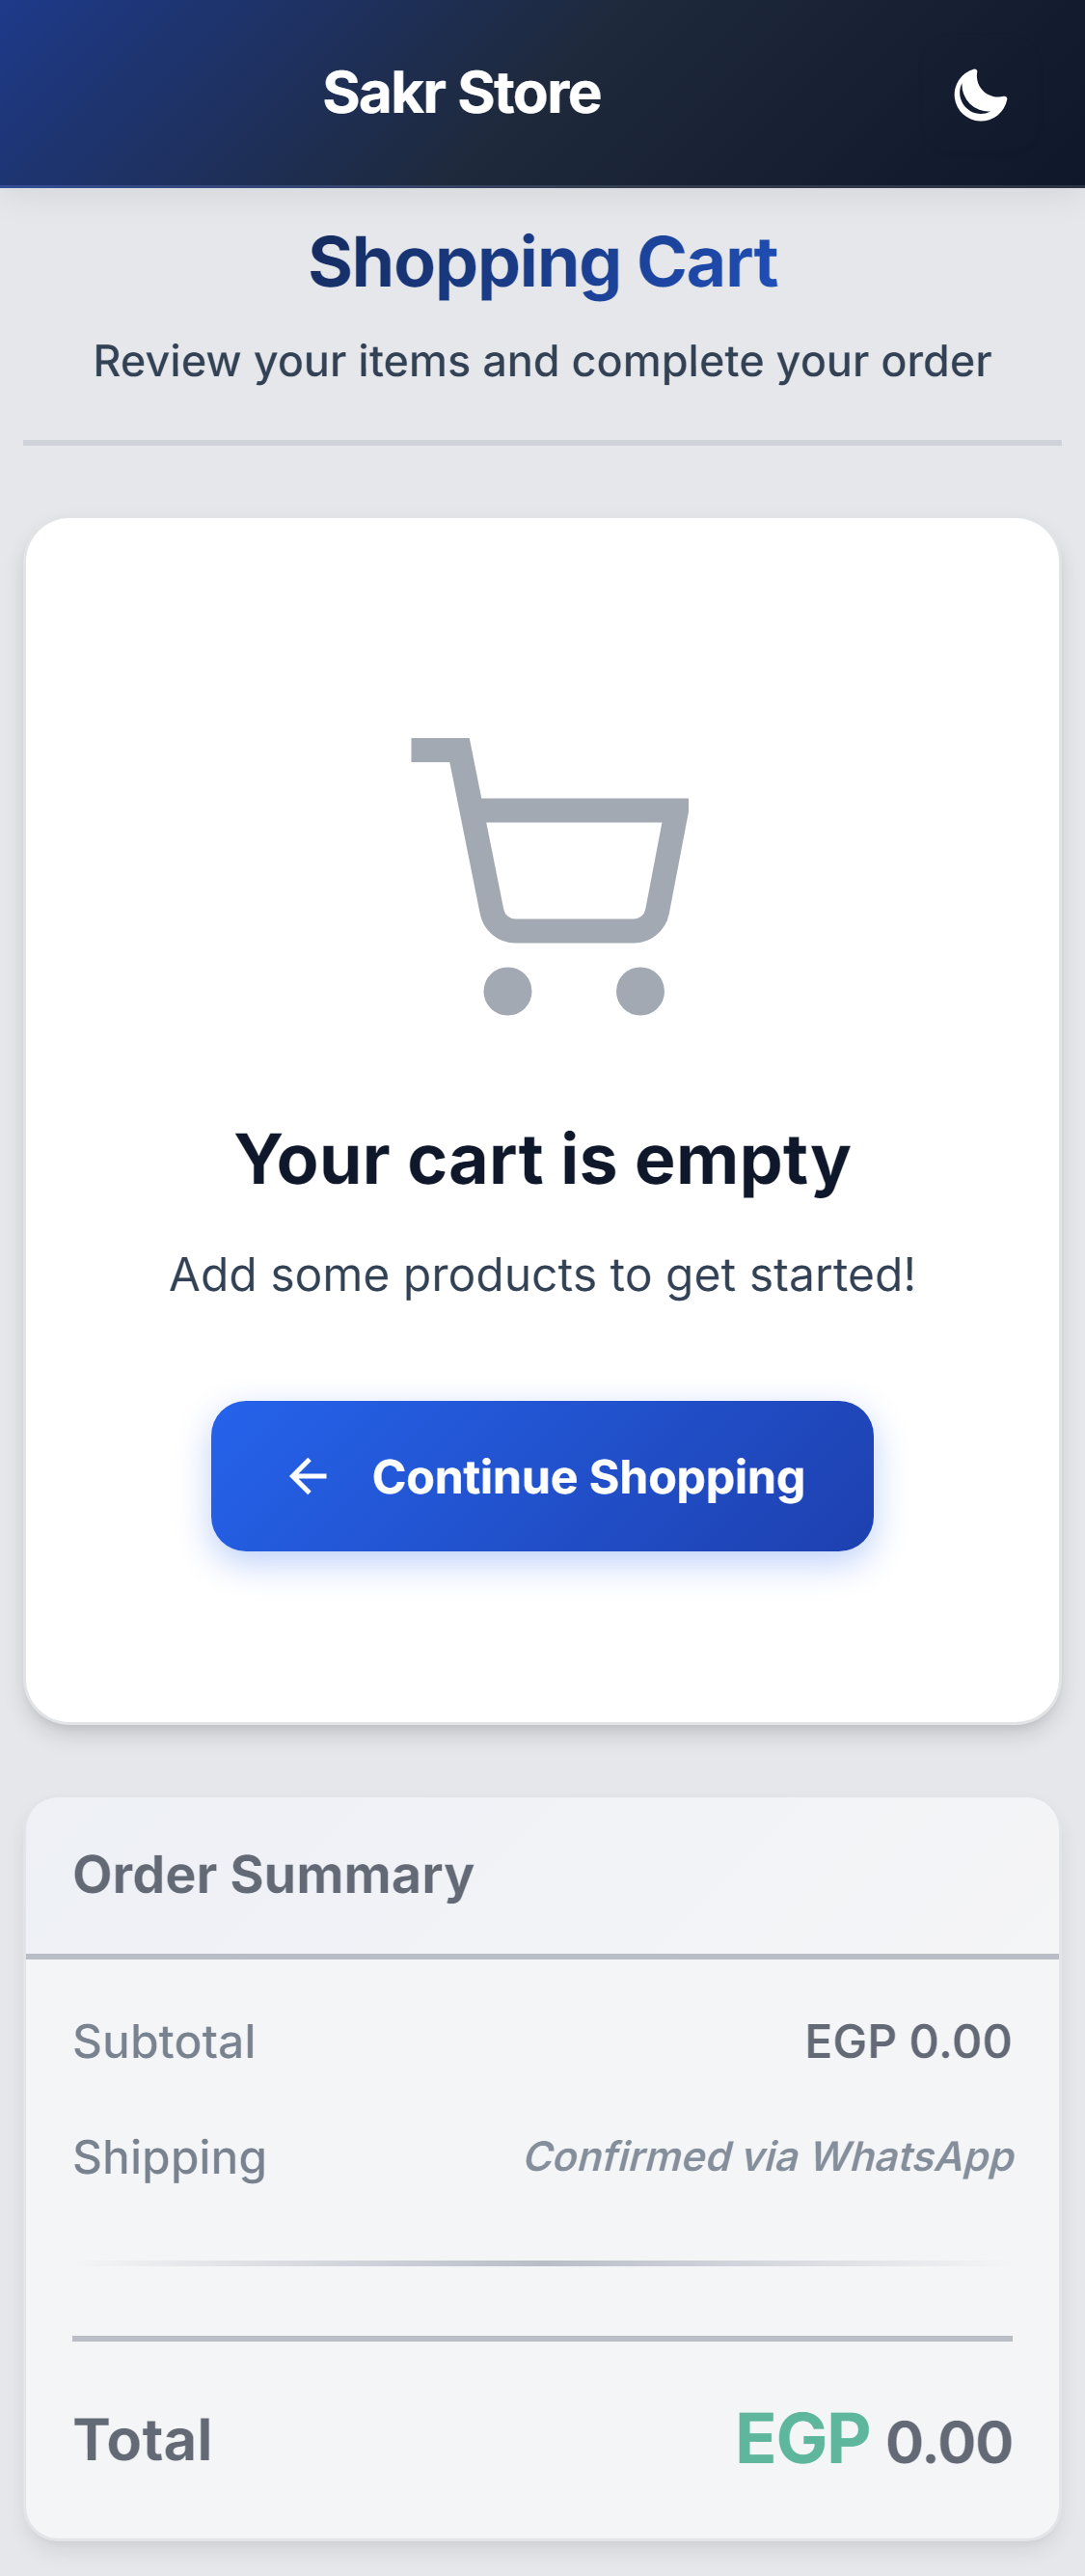 Sakr Store
Shopping Cart
Review your items and complete your order
Your cart is empty
Add some products to get started!
Continue Shopping
Order Summary
Subtotal EGP 0.00
Shipping Confirmed via WhatsApp
Total EGP 0.00